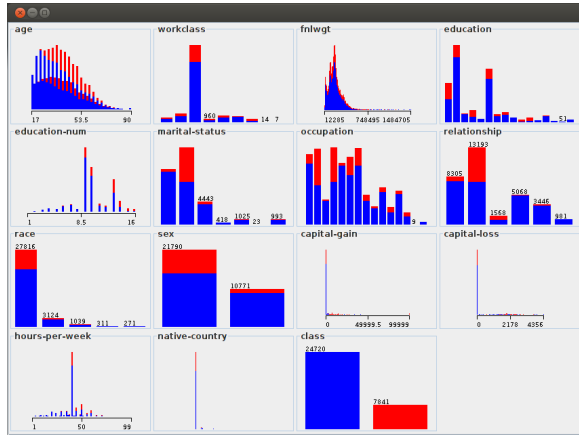 age
workclass
fnlwgt
education
960
14 7
51
17 53.5 90
12285 748495 1484705
education-num
marital-status
occupation
relationship
4443
418
1025
23
993
9
8305
13193
1568
5068
3446
981
1 8.5 16
race
sex
capital-gain
capital-loss
27816
3124
1039
311
271
21790
10771
0 49999.5 99999
0 2178 4356
hours-per-week
native-country
class
24720
7841
1 50 99